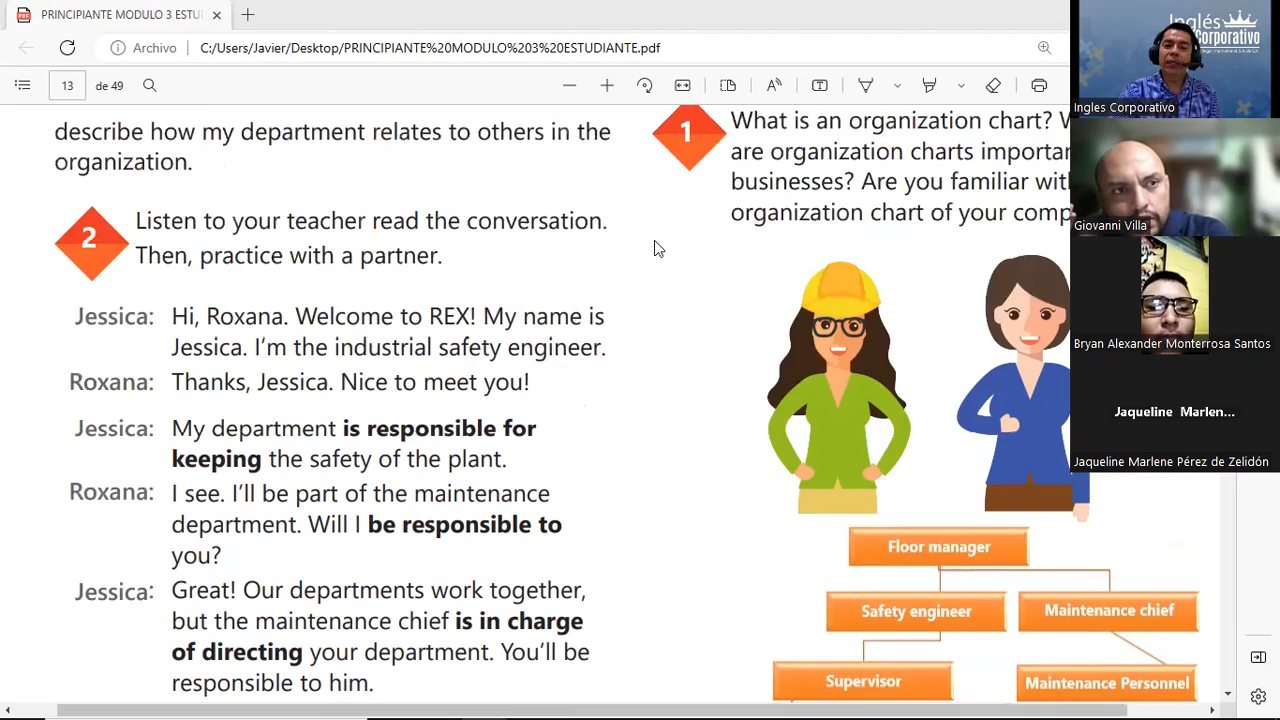 PRINCIPIANTE MODULO 3 ESTU
Archivo
C:/Users/Javier/Desktop/PRINCIPIANTE%20MODULO%203%20ESTUDIANTE.pdf
13
de 49
describe how my department relates to others in the
organization.
2
Listen to your teacher read the conversation.
Then, practice with a partner.
Jessica: Hi, Roxana. Welcome to REX! My name is
Jessica. I'm the industrial safety engineer.
Roxana: Thanks, Jessica. Nice to meet you!
Jessica: My department is responsible for
keeping the safety of the plant.
Roxana: I see. I'll be part of the maintenance
department. Will I be responsible to
you?
Jessica: Great! Our departments work together,
but the maintenance chief is in charge
of directing your department. You'll be
responsible to him.
1
What is an organization chart?
are organization charts importan
businesses? Are you familiar wit
organization chart of your comp
Floor manager
Safety engineer
Maintenance chief
Supervisor
Maintenance Personnel
Inglés
Corporativo
Ingles Corporativo
Giovanni Villa
Bryan Alexander Monterrosa Santos
Jaqueline Marlen...
Jaqueline Marlene Pérez de Zelidón